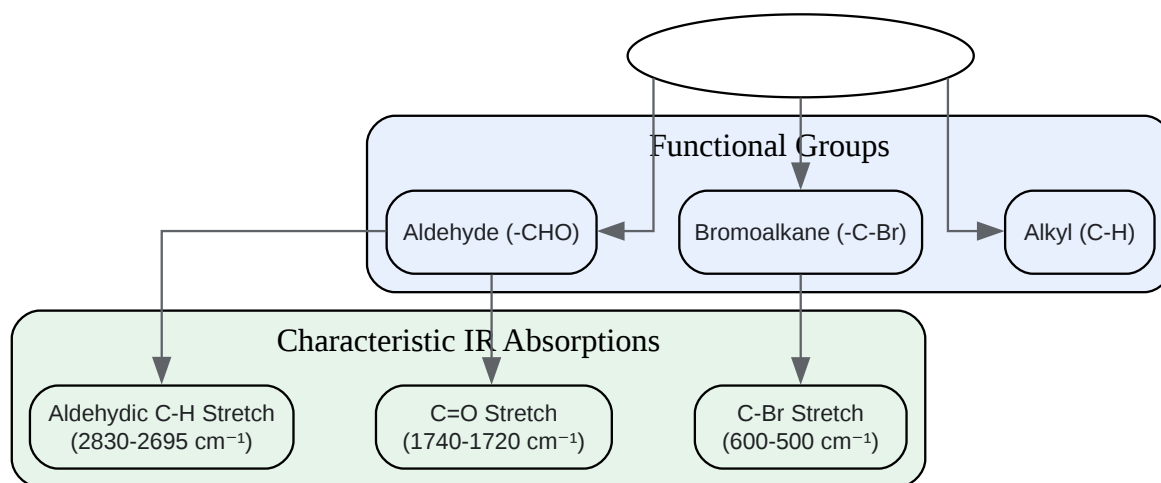 Functional Groups
Aldehyde (-CHO)
Bromoalkane (-C-Br)
Alkyl (C-H)
Characteristic IR Absorptions
Aldehydic C-H Stretch
(2830-2695 cm⁻¹)
C=O Stretch
(1740-1720 cm⁻¹)
C-Br Stretch
(600-500 cm⁻¹)